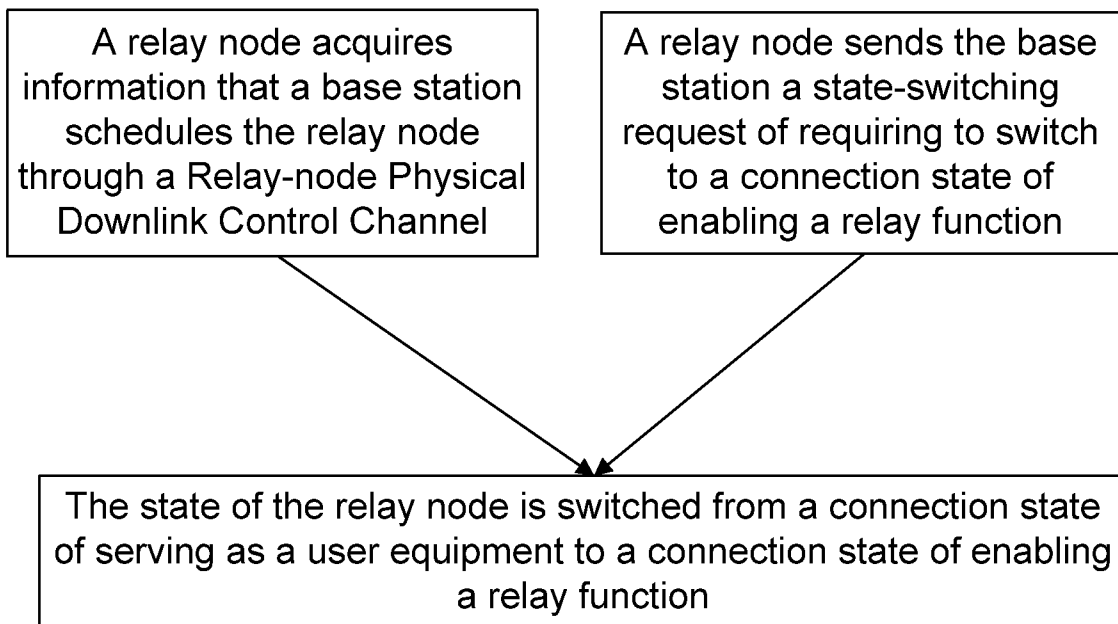 A relay node acquires
information that a base station
schedules the relay node
through a Relay-node Physical
Downlink Control Channel
A relay node sends the base
station a state-switching
request of requiring to switch
to a connection state of
enabling a relay function
The state of the relay node is switched from a connection state
of serving as a user equipment to a connection state of enabling
a relay function